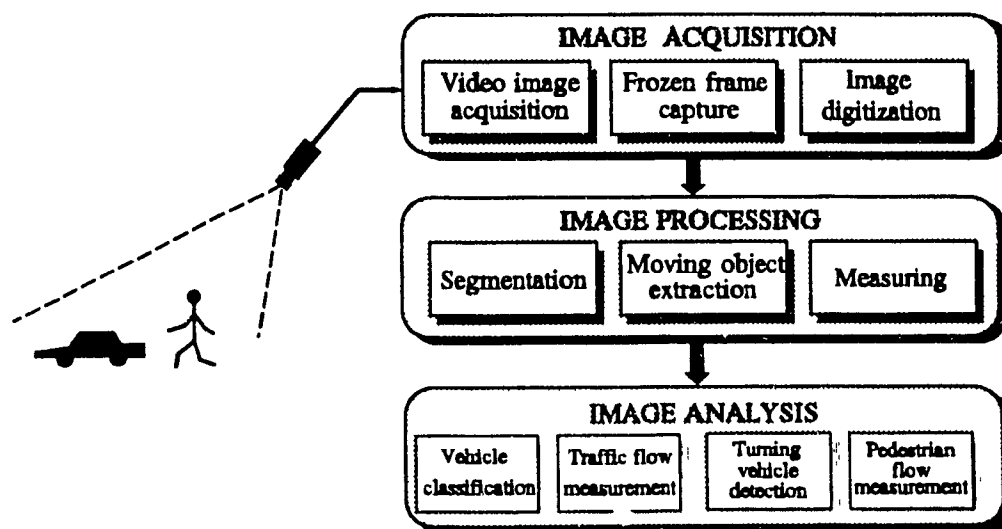 IMAGE ACQUISITION
Video image
acquisition
Frozen frame
capture
Image
digitization
IMAGE PROCESSING
Segmentation
Moving object
extraction
Measuring
IMAGE ANALYSIS
Vehicle
classification
Traffic flow
measurement
Turning
vehicle
detection
Pedestrian
flow
measurement